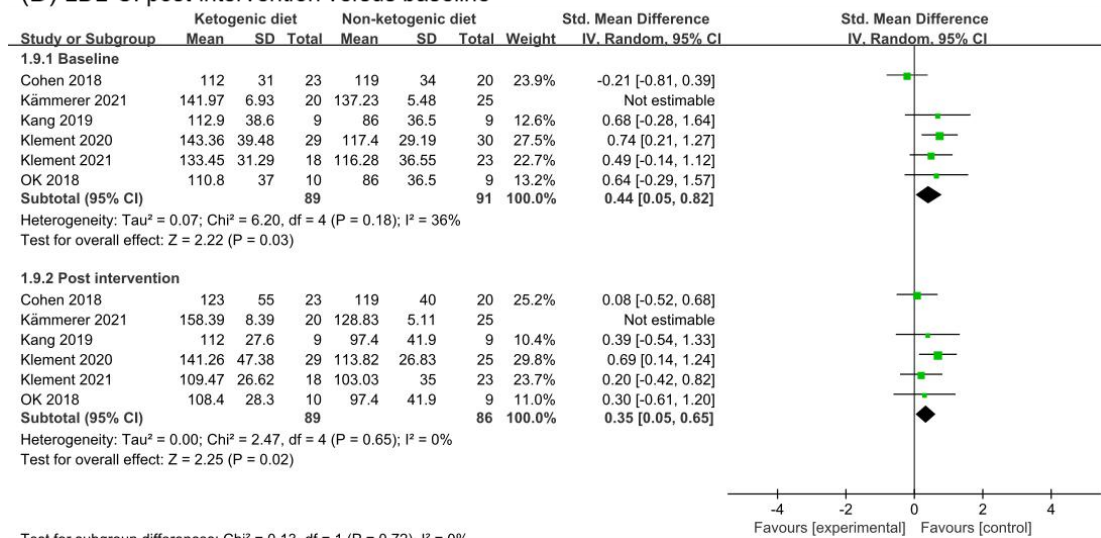 Ketogenic diet Non-ketogenic diet Std. Mean Difference Std. Mean Difference
Study or Subgroup Mean SD Total Mean SD Total Weight IV, Random, 95% CI IV, Random, 95% CI
1.9.1 Baseline
Cohen 2018 112 31 23 119 34 20 23.9% -0.21 [-0.81, 0.39]
Kämmerer 2021 141.97 6.93 20 137.23 5.48 25 Not estimable
Kang 2019 112.9 38.6 9 86 36.5 9 12.6% 0.68 [-0.28, 1.64]
Klement 2020 143.36 39.48 29 117.4 29.19 30 27.5% 0.74 [0.21, 1.27]
Klement 2021 133.45 31.29 18 116.28 36.55 23 22.7% 0.49 [-0.14, 1.12]
OK 2018 110.8 37 10 86 36.5 9 13.2% 0.64 [-0.29, 1.57]
Subtotal (95% CI) 89 91 100.0% 0.44 [0.05, 0.82]
Heterogeneity: Tau² = 0.07; Chi² = 6.20, df = 4 (P = 0.18); I² = 36%
Test for overall effect: Z = 2.22 (P = 0.03)
1.9.2 Post intervention
Cohen 2018 123 55 23 119 40 20 25.2% 0.08 [-0.52, 0.68]
Kämmerer 2021 158.39 8.39 20 128.83 5.11 25 Not estimable
Kang 2019 112 27.6 9 97.4 41.9 9 10.4% 0.39 [-0.54, 1.33]
Klement 2020 141.26 47.38 29 113.82 26.83 25 29.8% 0.69 [0.14, 1.24]
Klement 2021 109.47 26.62 18 103.03 35 23 23.7% 0.20 [-0.42, 0.82]
OK 2018 108.4 28.3 10 97.4 41.9 9 11.0% 0.30 [-0.61, 1.20]
Subtotal (95% CI) 89 86 100.0% 0.35 [0.05, 0.65]
Heterogeneity: Tau² = 0.00; Chi² = 2.47, df = 4 (P = 0.65); I² = 0%
Test for overall effect: Z = 2.25 (P = 0.02)
-4 -2 0 2 4
Favours [experimental] Favours [control]
Test for subgroup differences: Chi² = 0.13, df = 1 (P = 0.72), I² = 0%